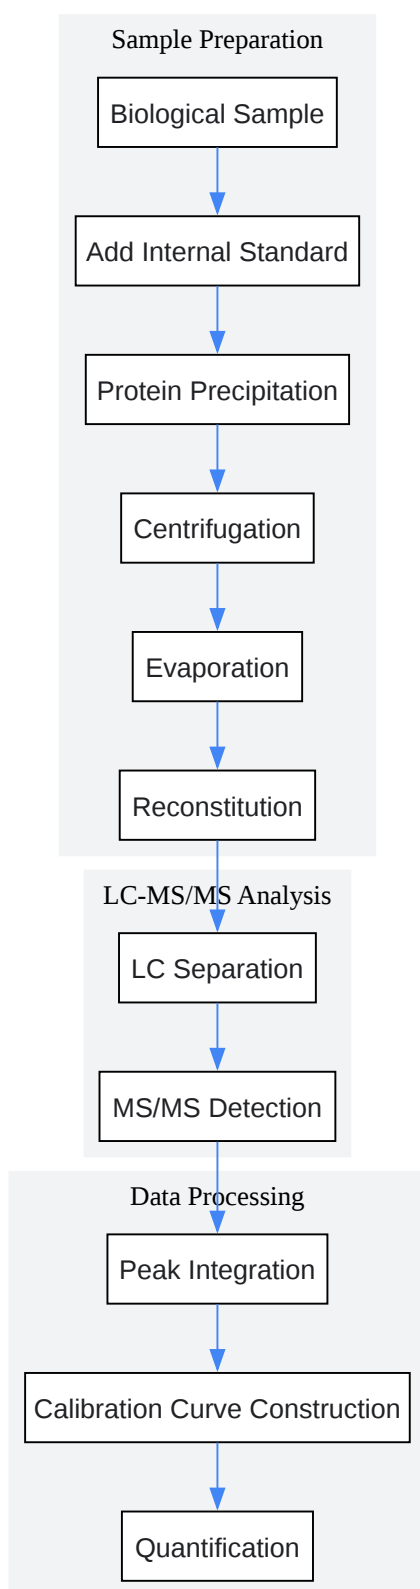 Sample Preparation
Biological Sample
Add Internal Standard
Protein Precipitation
Centrifugation
Evaporation
Reconstitution
LC-MS/MS Analysis
LC Separation
MS/MS Detection
Data Processing
Peak Integration
Calibration Curve Construction
Quantification